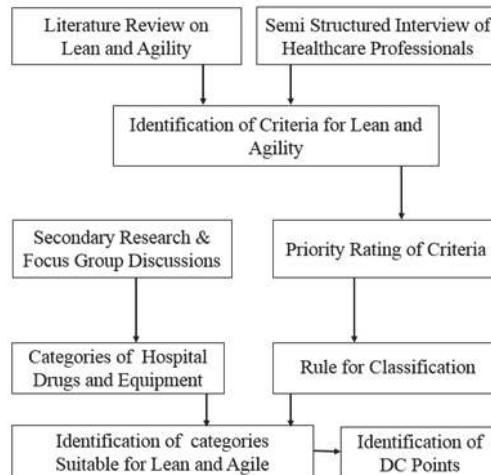 Literature Review on
Lean and Agility
Semi Structured Interview of
Healthcare Professionals
Identification of Criteria for Lean and
Agility
Secondary Research &
Focus Group Discussions
Priority Rating of Criteria
Categories of Hospital
Drugs and Equipment
Rule for Classification
Identification of categories
Suitable for Lean and Agile
Identification of
DC Points